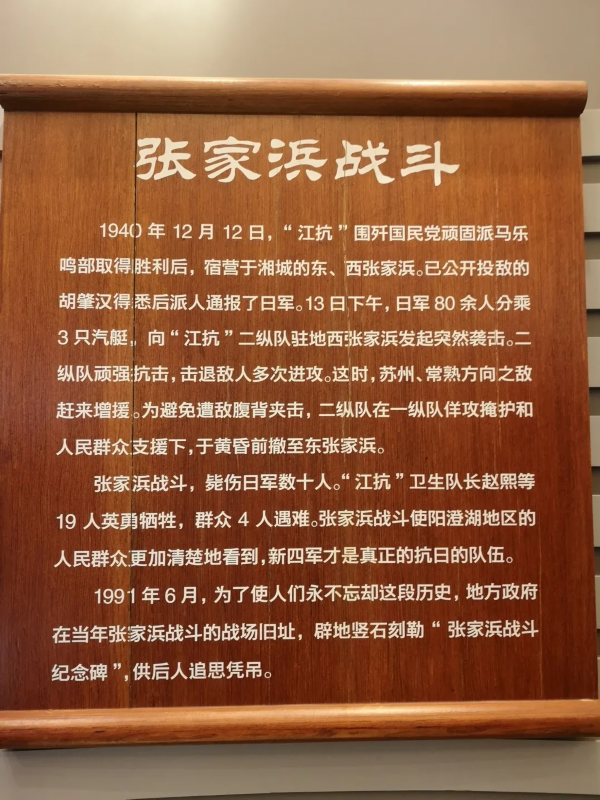 张家浜战斗
1940 年 12 月 12 日，“江抗”围歼国民党顽固派马乐
鸣部取得胜利后，宿营于湘城的东、西张家浜。已公开投敌的
胡肇汉得悉后派人通报了日军。13 日下午，日军 80 余人分乘
3 只汽艇，向“江抗”二纵队驻地西张家浜发起突然袭击。二
纵队顽强抗击，击退敌人多次进攻。这时，苏州、常熟方向之敌
赶来增援。为避免遭敌腹背夹击，二纵队在一纵队佯攻掩护和
人民群众支援下，于黄昏前撤至东张家浜。
张家浜战斗，毙伤日军数十人。“江抗”卫生队长赵熙等
19 人英勇牺牲，群众 4 人遇难。张家浜战斗使阳澄湖地区的
人民群众更加清楚地看到，新四军才是真正的抗日的队伍。
1991 年 6 月，为了使人们永不忘却这段历史，地方政府
在当年张家浜战斗的战场旧址，辟地竖石刻勒“张家浜战斗
纪念碑”，供后人追思凭吊。